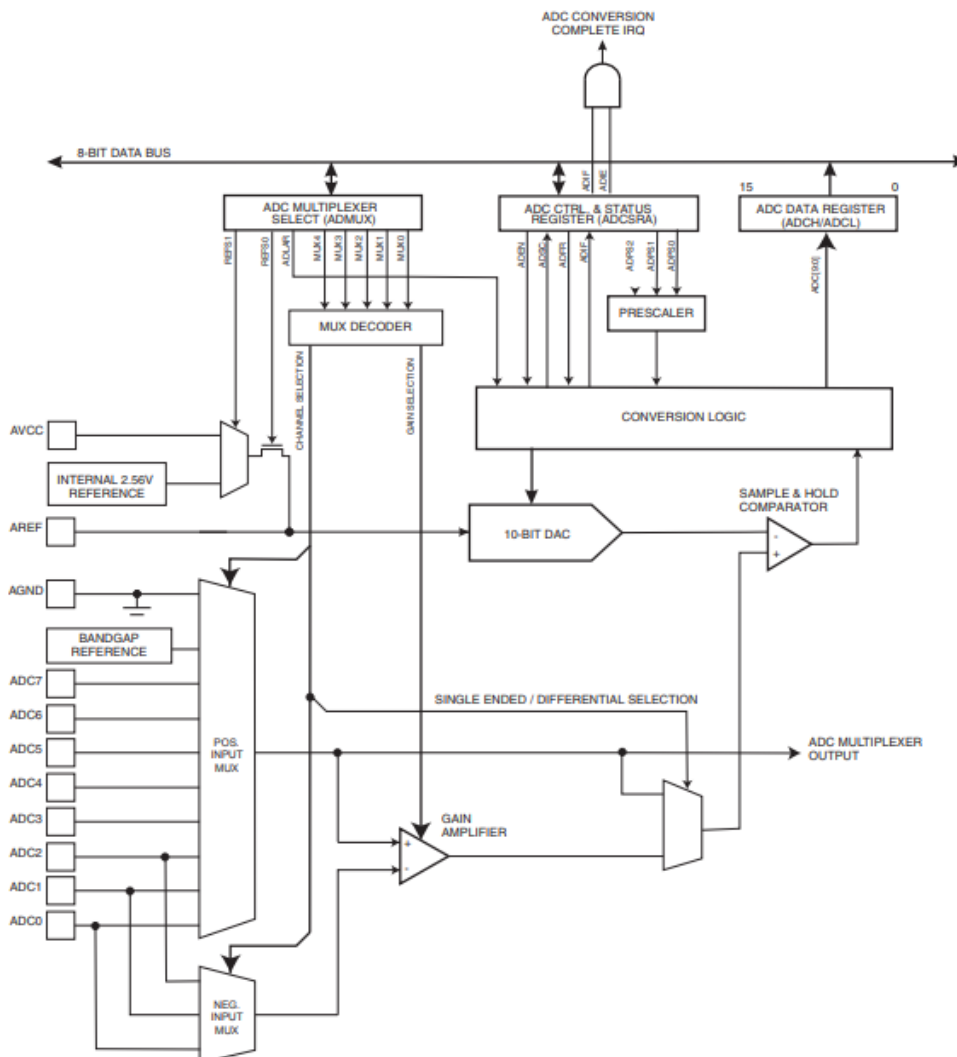 ADC CONVERSION
COMPLETE IRQ
8-BIT DATA BUS
ADIF
ADIE
15
0
ADC MULTIPLEXER
SELECT (ADMUX)
ADC CTRL. & STATUS
REGISTER (ADCSRA)
ADC DATA REGISTER
(ADCH/ADCL)
REFS1
REFS0
ADLAR
MUX4
MUX3
MUX2
MUX1
MUX0
ADEN
ADSC
ADFR
ADIF
ADPS2
ADPS1
ADPS0
ADC[9:0]
PRESCALER
MUX DECODER
CHANNEL SELECTION
GAIN SELECTION
CONVERSION LOGIC
AVCC
INTERNAL 2.56V
REFERENCE
SAMPLE & HOLD
COMPARATOR
AREF
10-BIT DAC
-
+
AGND
BANDGAP
REFERENCE
ADC7
SINGLE ENDED / DIFFERENTIAL SELECTION
ADC6
ADC5
POS.
INPUT
MUX
ADC MULTIPLEXER
OUTPUT
ADC4
ADC3
GAIN
AMPLIFIER
+
-
ADC2
ADC1
ADC0
NEG.
INPUT
MUX